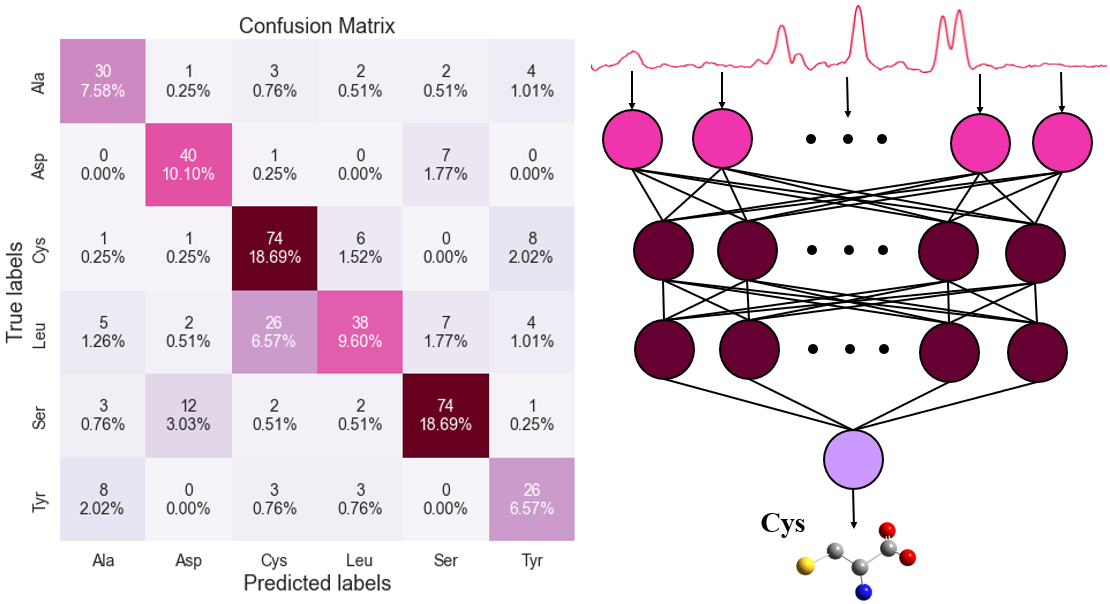 Confusion Matrix
True labels
Ala
30 1 3 2 2 4
7.58% 0.25% 0.76% 0.51% 0.51% 1.01%
Asp
0 40 1 0 7 0
0.00% 10.10% 0.25% 0.00% 1.77% 0.00%
Cys
1 1 74 6 0 8
0.25% 0.25% 18.69% 1.52% 0.00% 2.02%
Leu
5 2 26 38 7 4
1.26% 0.51% 6.57% 9.60% 1.77% 1.01%
Ser
3 12 2 2 74 1
0.76% 3.03% 0.51% 0.51% 18.69% 0.25%
Tyr
8 0 3 3 0 26
2.02% 0.00% 0.76% 0.76% 0.00% 6.57%
Ala Asp Cys Leu Ser Tyr
Predicted labels
Cys